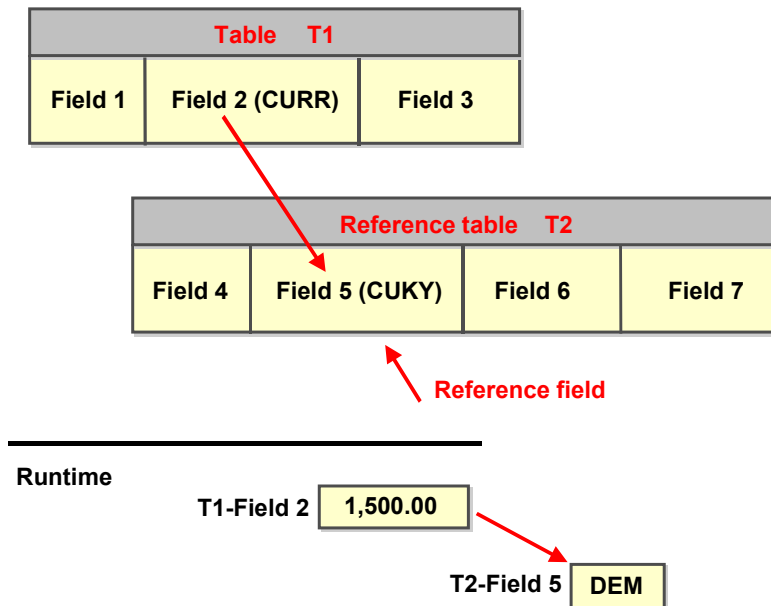 Table T1
Field 1 Field 2 (CURR) Field 3
Reference table T2
Field 4 Field 5 (CUKY) Field 6 Field 7
Reference field
Runtime
T1-Field 2 1,500.00
T2-Field 5 DEM